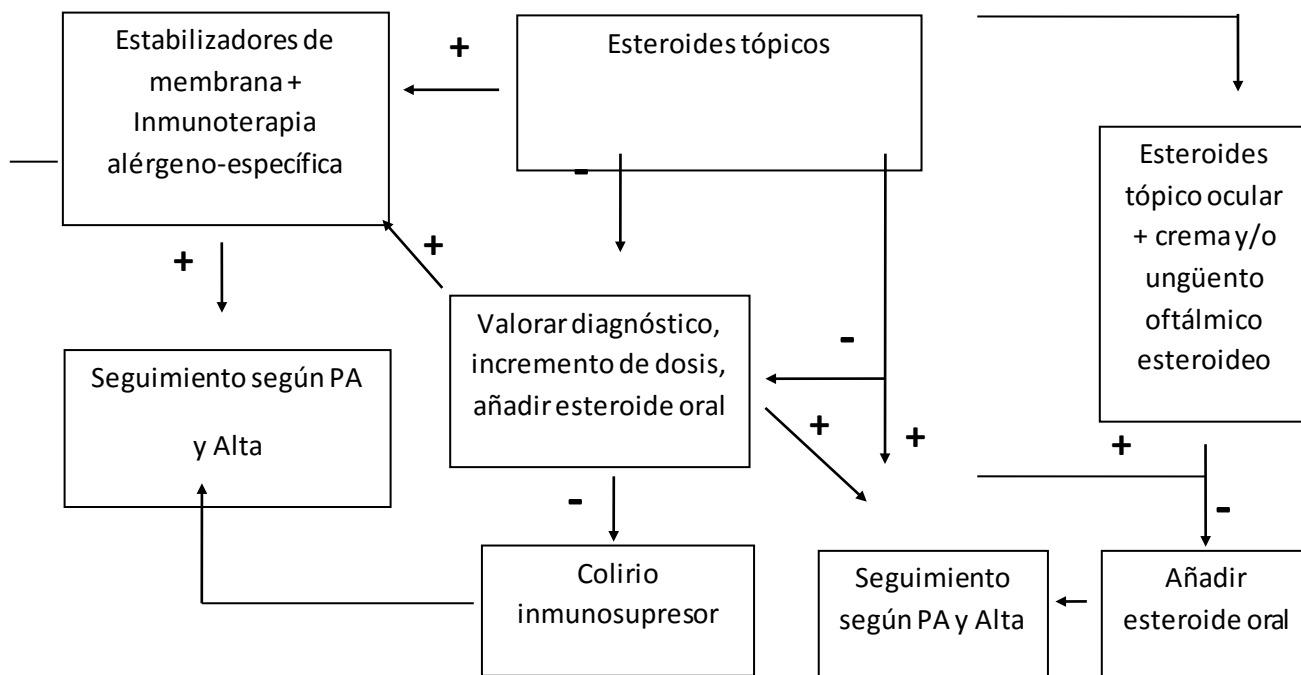 Estabilizadores de
membrana +
Inmunoterapia
alérgeno-específica
+
Esteroides tópicos
-
Esteroides
tópico ocular
+ crema y/o
ungüento
oftálmico
esteroideo
+
+
Valorar diagnóstico,
incremento de dosis,
añadir esteroide oral
-
Seguimiento según PA
y Alta
+
+
+
-
-
Colirio
inmunosupresor
Seguimiento
según PA y Alta
Añadir
esteroide oral